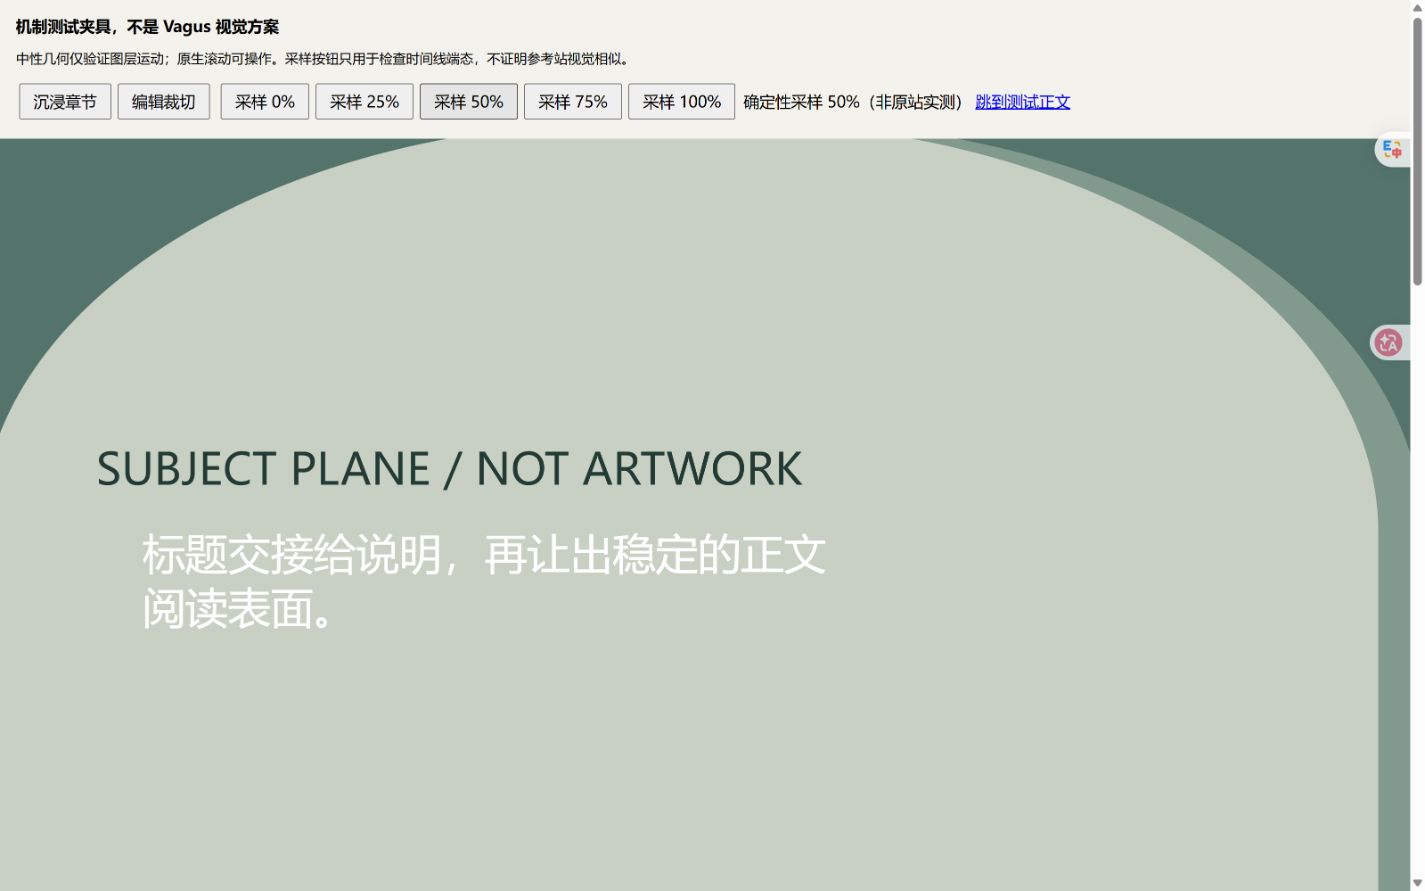 机制测试夹具，不是 Vagus 视觉方案
中性几何仅验证图层运动；原生滚动可操作。采样按钮只用于检查时间线端态，不证明参考站视觉相似。
沉浸章节 编辑裁切 采样 0% 采样 25% 采样 50% 采样 75% 采样 100% 确定性采样 50%（非原站实测） 跳到测试正文
SUBJECT PLANE / NOT ARTWORK
标题交接给说明，再让出稳定的正文
阅读表面。